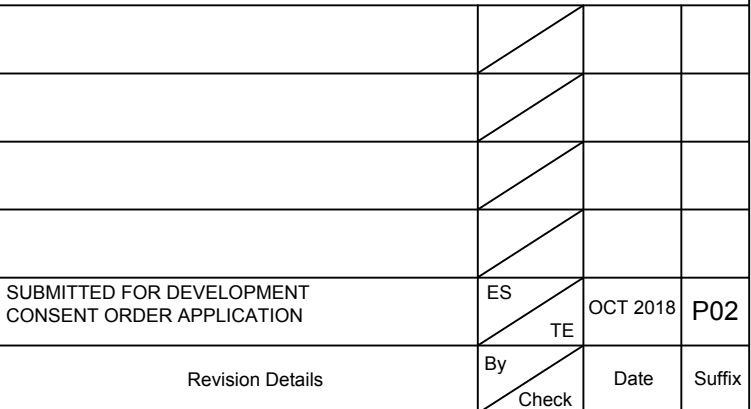 SUBMITTED FOR DEVELOPMENT
CONSENT ORDER APPLICATION
ES
TE
OCT 2018
P02
Revision Details
By
Check
Date
Suffix